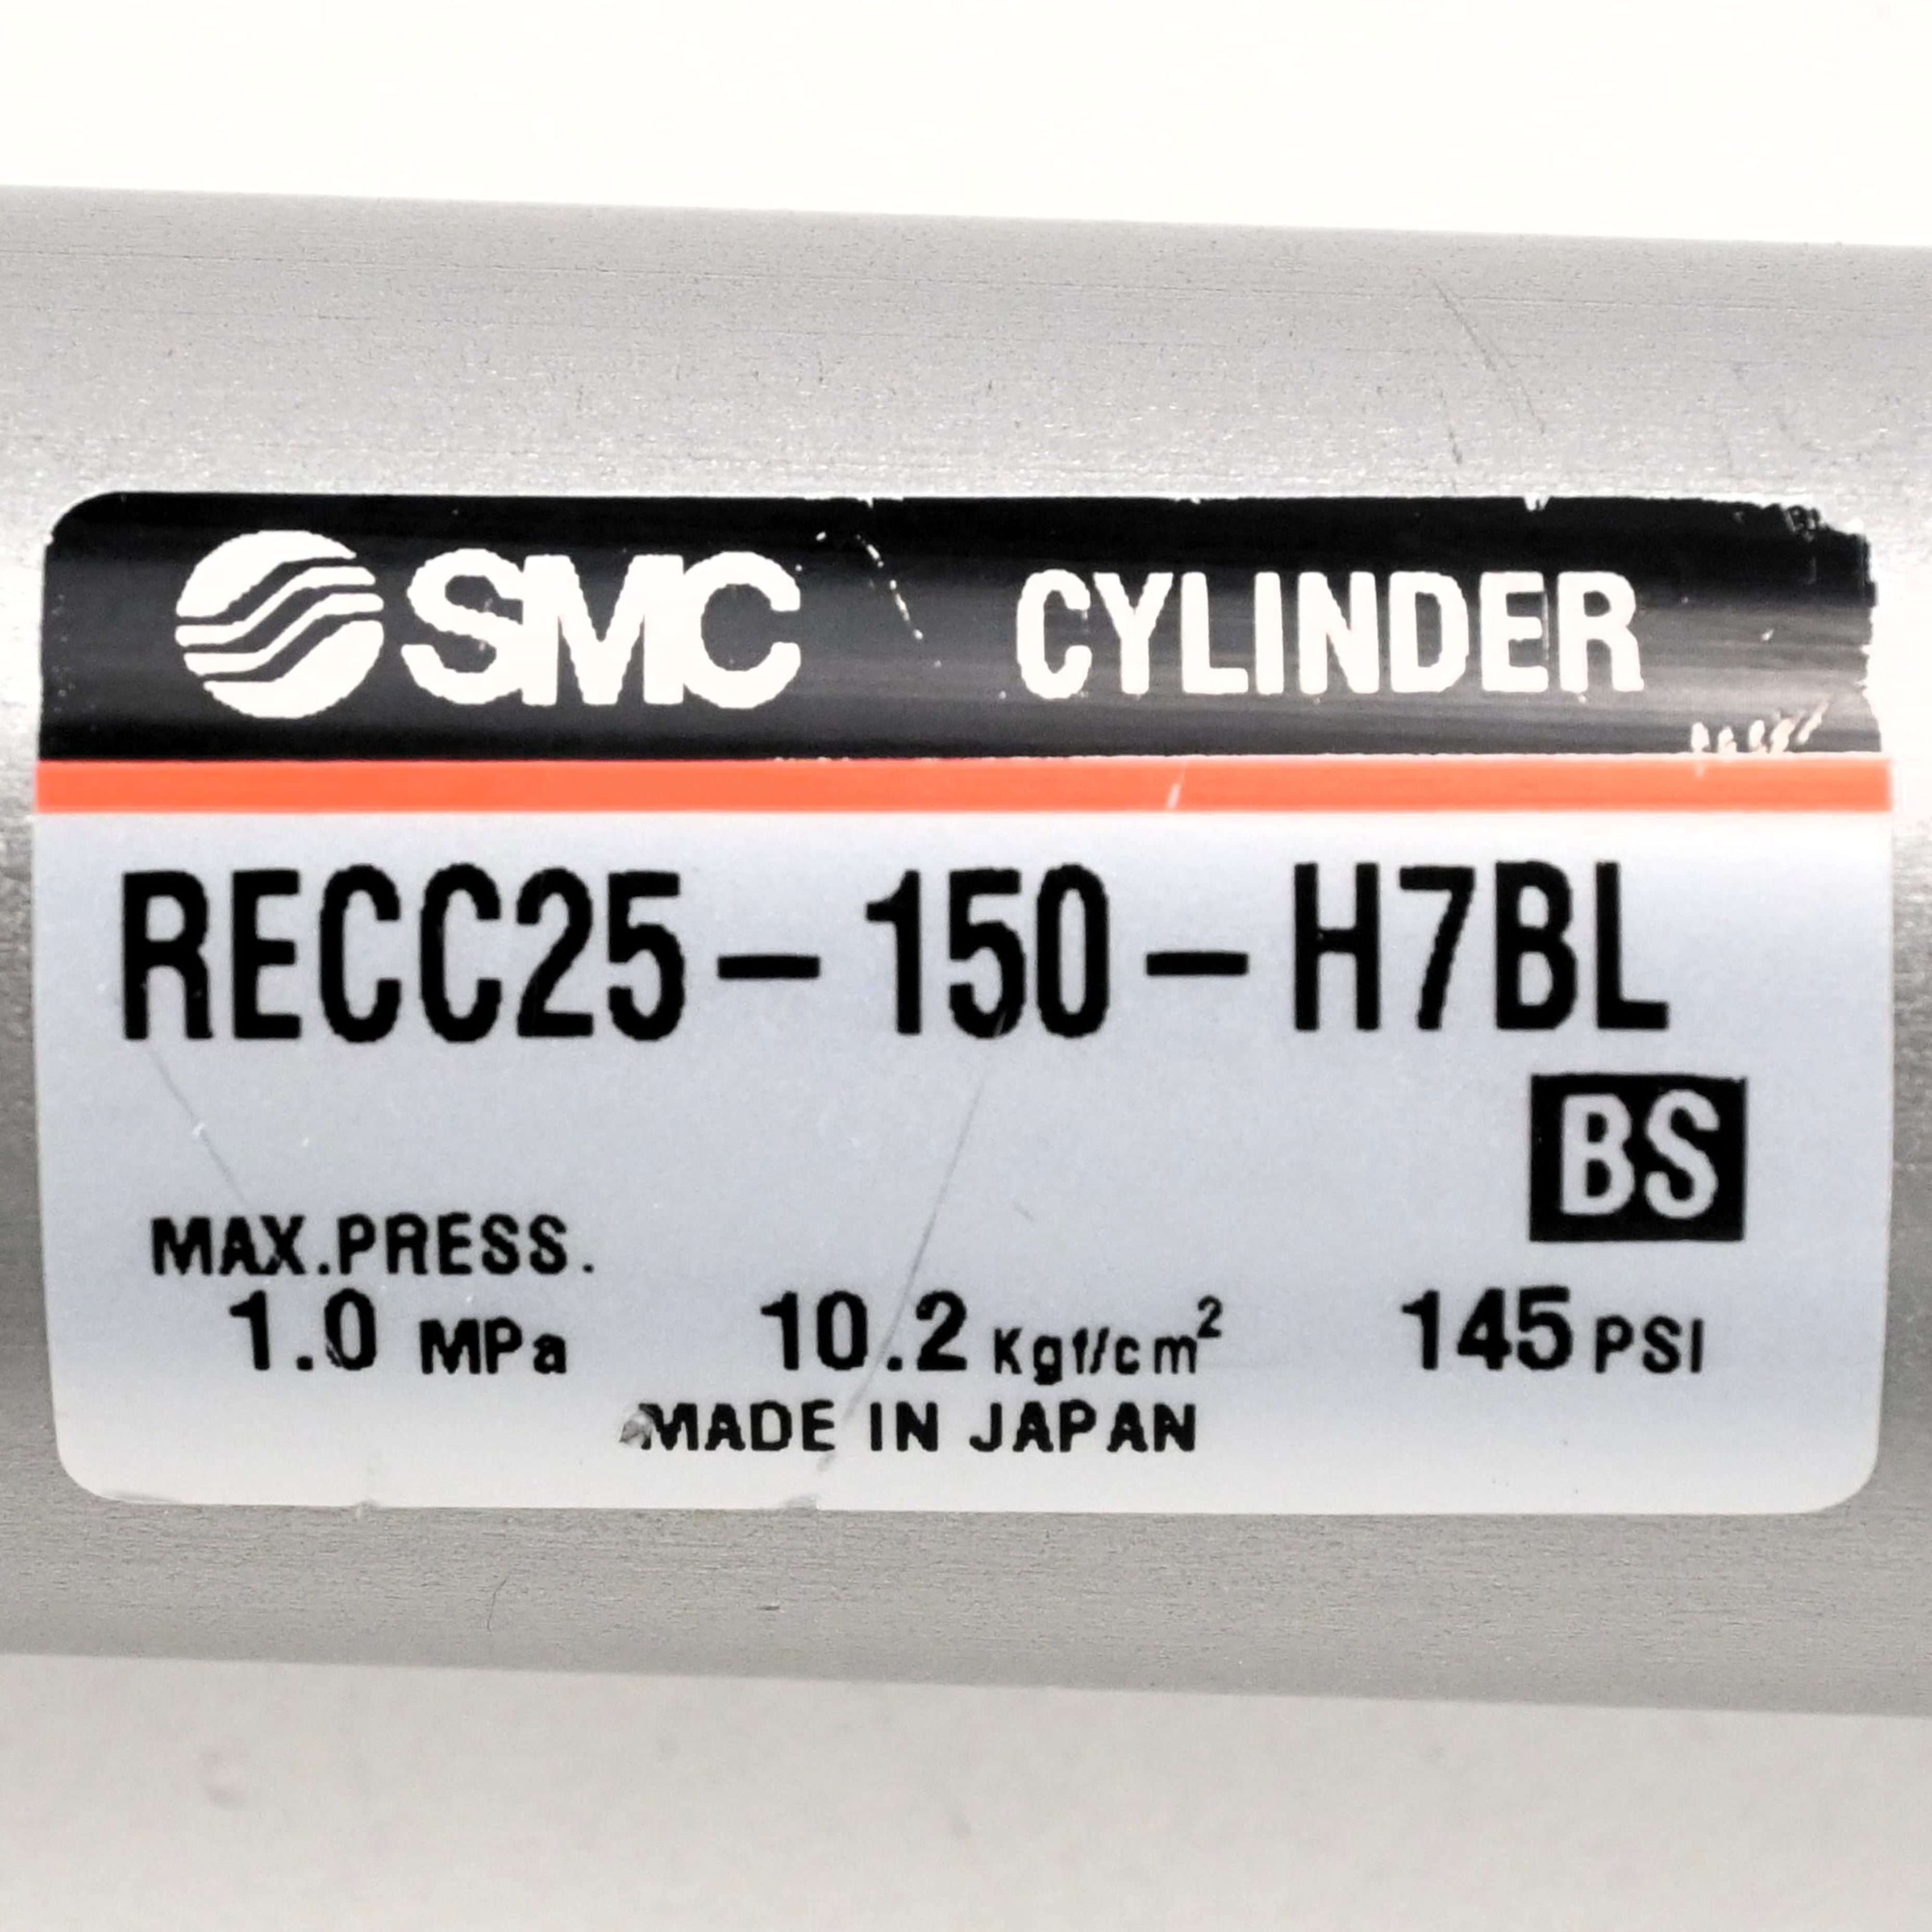 SMC CYLINDER
RECC25-150-H7BL
BS
MAX.PRESS.
1.0 MPa 10.2 Kgf/cm² 145 PSI
MADE IN JAPAN